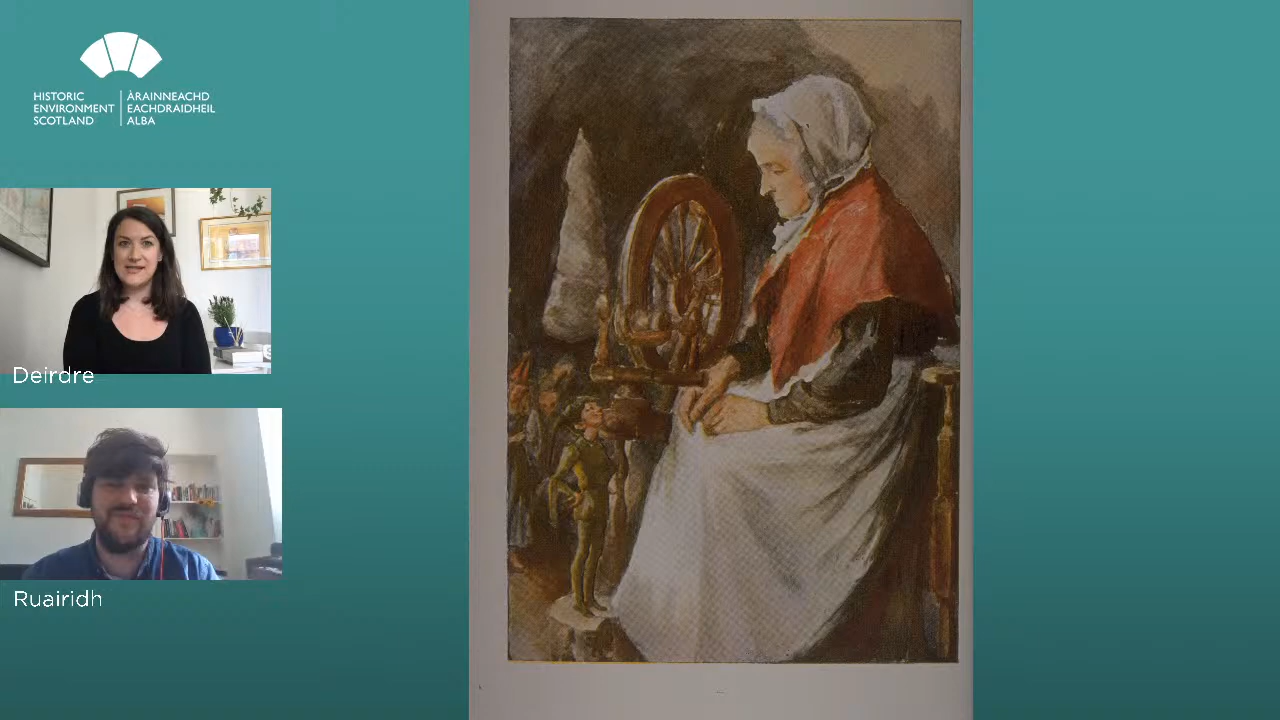 HISTORIC
ENVIRONMENT
SCOTLAND
ÀRAINNEACHD
EACHDRAIDHEIL
ALBA
Deirdre
Ruairidh